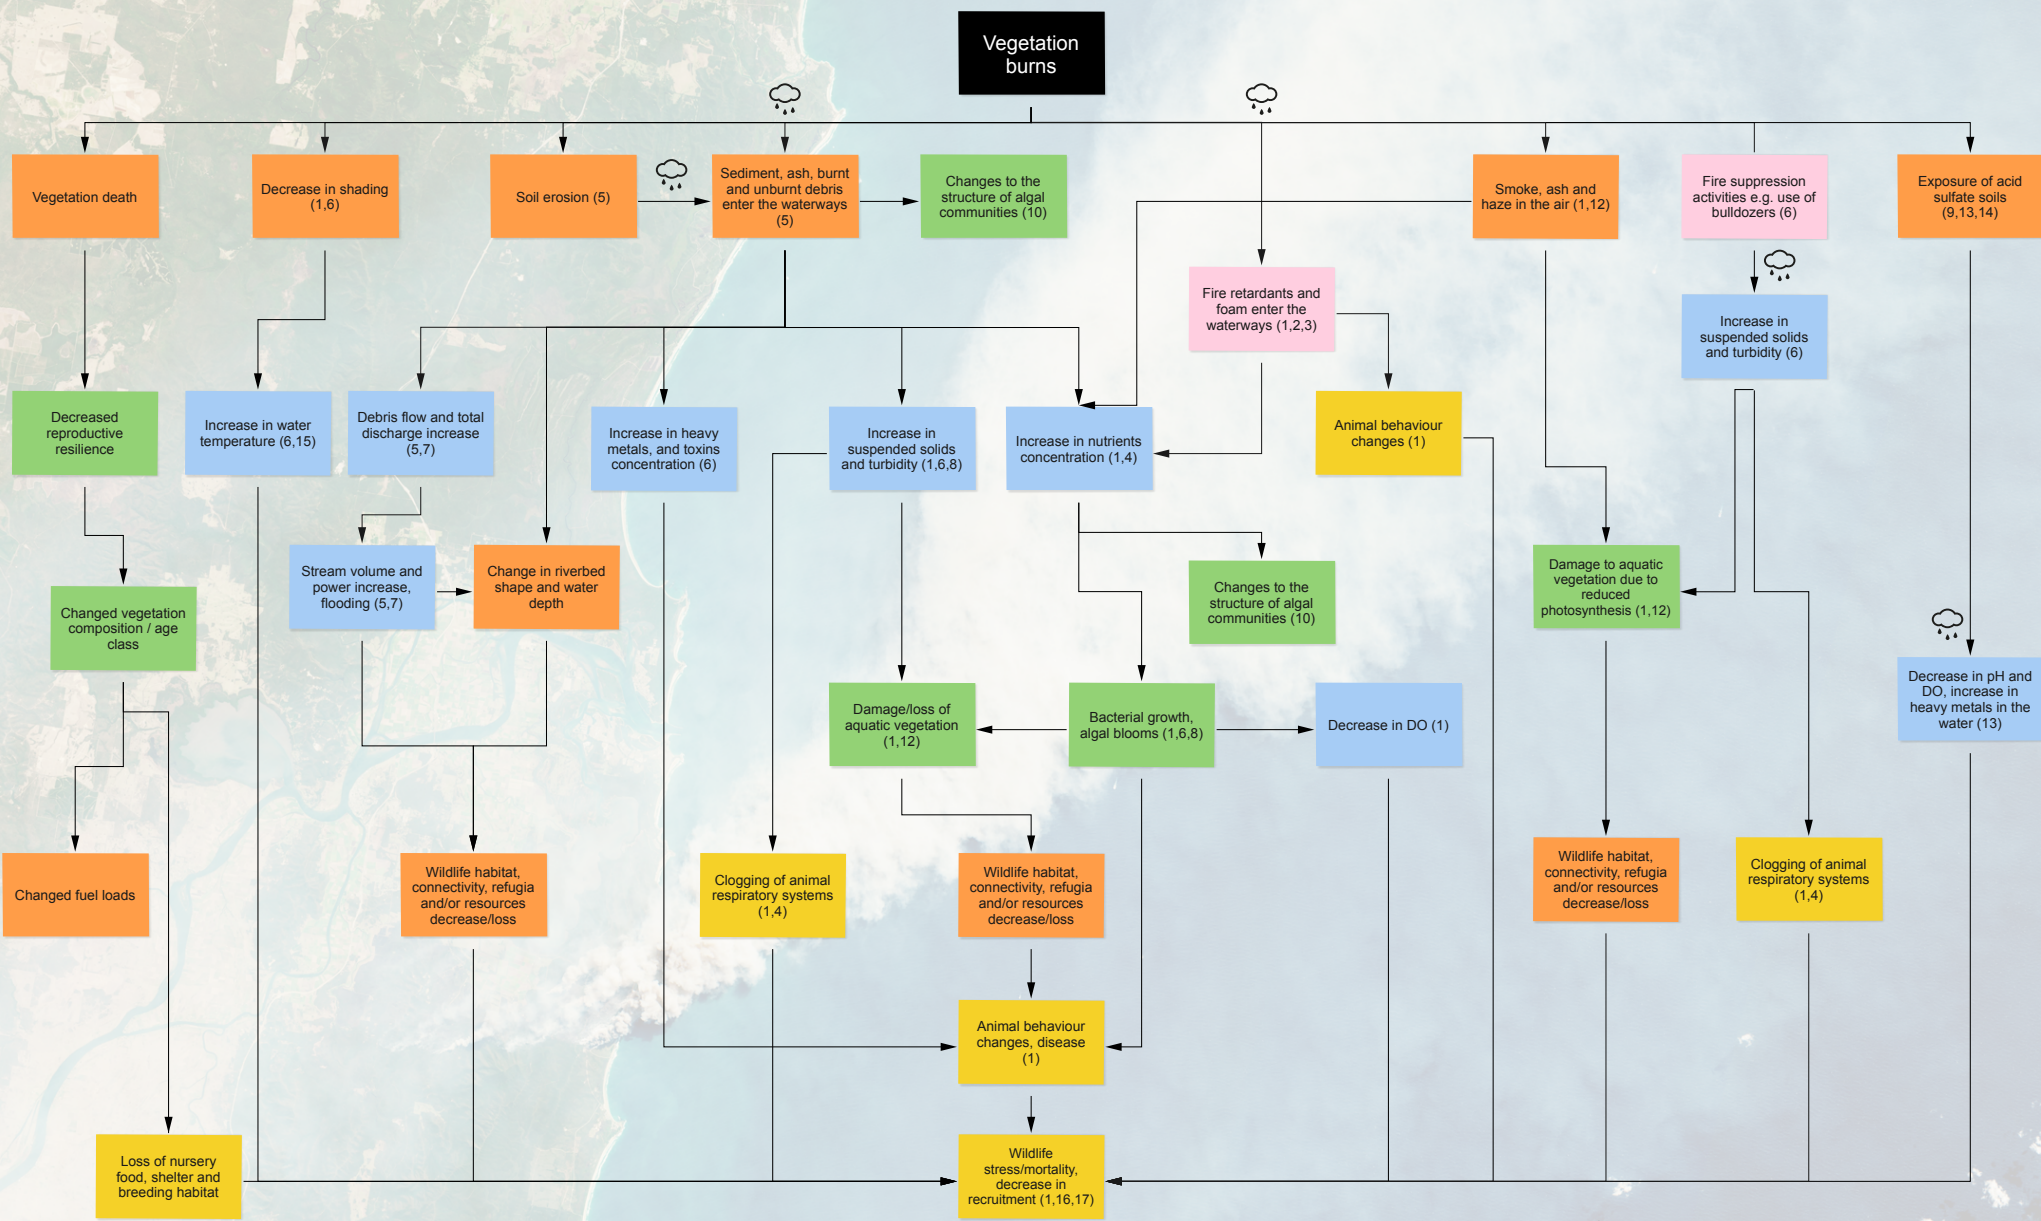 Vegetation
burns
Vegetation death
Decrease in shading
(1,6)
Soil erosion (5)
Sediment, ash, burnt
and unburnt debris
enter the waterways
(5)
Changes to the
structure of algal
communities (10)
Smoke, ash and
haze in the air (1,12)
Fire suppression
activities e.g. use of
bulldozers (6)
Exposure of acid
sulfate soils
(9,13,14)
Fire retardants and
foam enter the
waterways (1,2,3)
Increase in
suspended solids
and turbidity (6)
Decreased
reproductive
resilience
Increase in water
temperature (6,15)
Debris flow and total
discharge increase
(5,7)
Increase in heavy
metals, and toxins
concentration (6)
Increase in
suspended solids
and turbidity (1,6,8)
Increase in nutrients
concentration (1,4)
Animal behaviour
changes (1)
Stream volume and
power increase,
flooding (5,7)
Change in riverbed
shape and water
depth
Changes to the
structure of algal
communities (10)
Damage to aquatic
vegetation due to
reduced
photosynthesis (1,12)
Changed vegetation
composition / age
class
Damage/loss of
aquatic vegetation
(1,12)
Bacterial growth,
algal blooms (1,6,8)
Decrease in DO (1)
Decrease in pH and
DO, increase in
heavy metals in the
water (13)
Changed fuel loads
Wildlife habitat,
connectivity, refugia
and/or resources
decrease/loss
Clogging of animal
respiratory systems
(1,4)
Wildlife habitat,
connectivity, refugia
and/or resources
decrease/loss
Wildlife habitat,
connectivity, refugia
and/or resources
decrease/loss
Clogging of animal
respiratory systems
(1,4)
Animal behaviour
changes, disease
(1)
Loss of nursery
food, shelter and
breeding habitat
Wildlife
stress/mortality,
decrease in
recruitment (1,16,17)